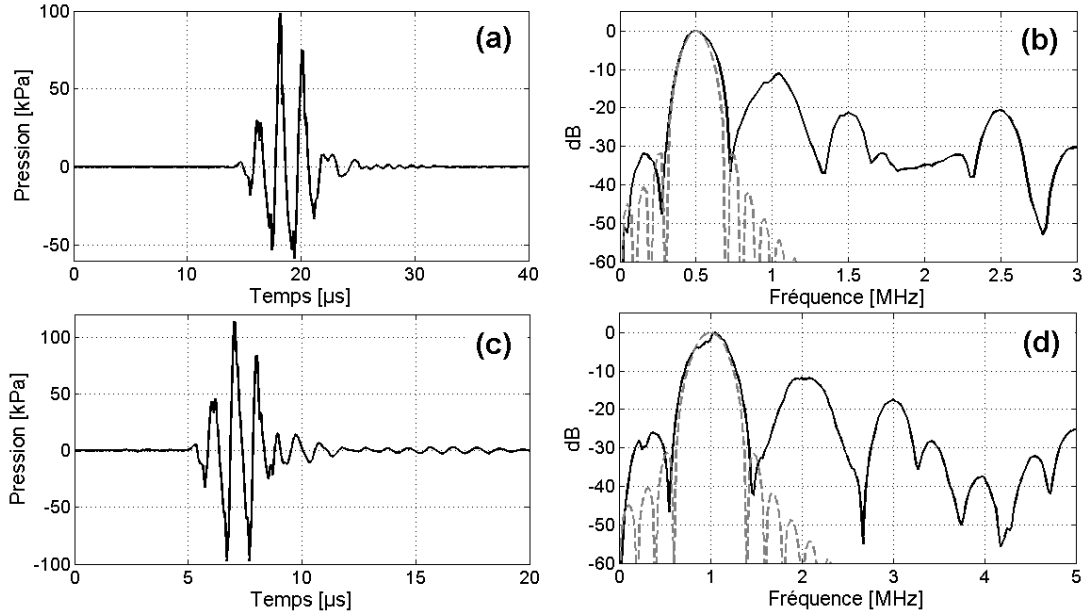 (a)
Pression [kPa]
100
50
0
-50
0 10 20 30 40
Temps [µs]
(b)
dB
0
-10
-20
-30
-40
-50
-60
0 0.5 1 1.5 2 2.5 3
Fréquence [MHz]
(c)
Pression [kPa]
100
50
0
-50
-100
0 5 10 15 20
Temps [µs]
(d)
dB
0
-10
-20
-30
-40
-50
-60
0 1 2 3 4 5
Fréquence [MHz]